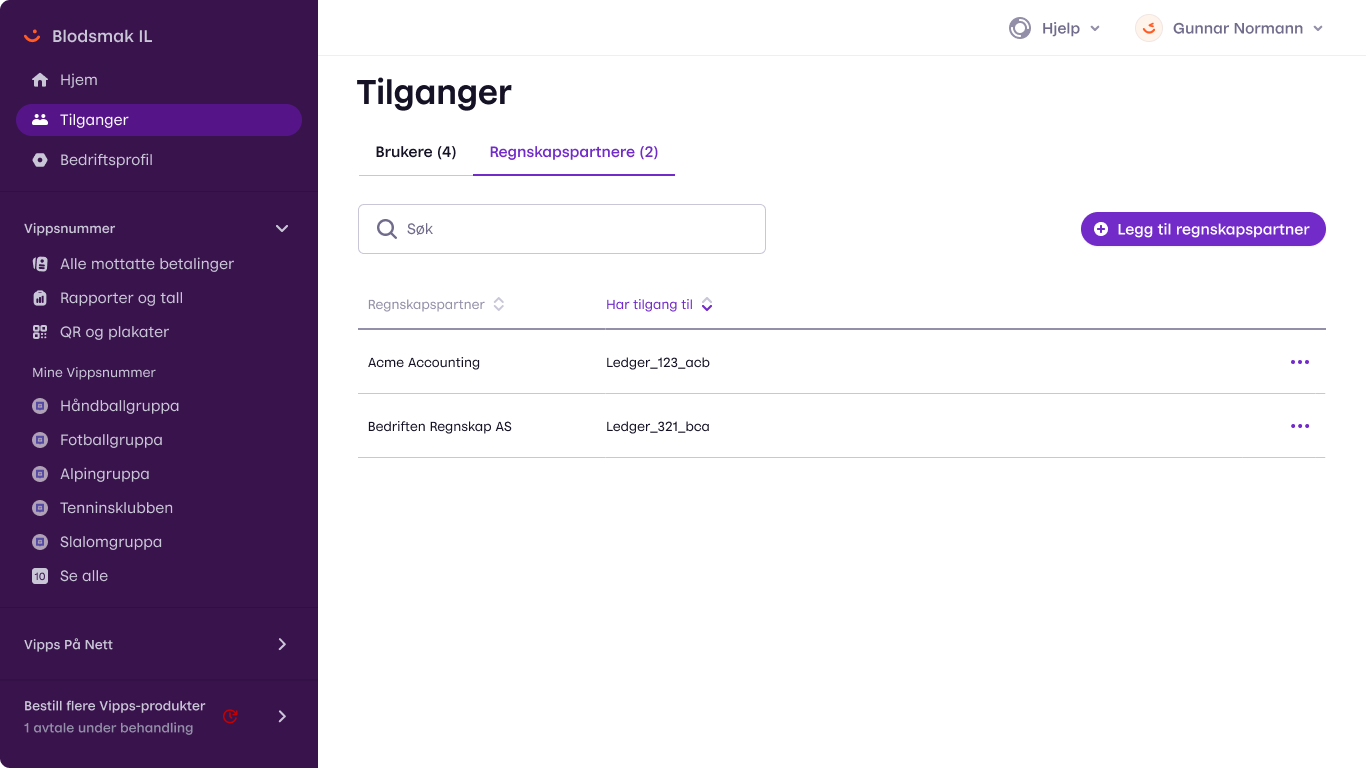 Blodsmak IL
Hjem
Tilganger
Bedriftsprofil
Vippsnummer
Alle mottatte betalinger
Rapporter og tall
QR og plakater
Mine Vippsnummer
Håndballgruppa
Fotballgruppa
Alpingruppa
Tenninsklubben
Slalomgruppa
10 Se alle
Vipps På Nett
Bestill flere Vipps-produkter
1 avtale under behandling
Hjelp Gunnar Normann
Tilganger
Brukere (4) Regnskapspartnere (2)
Søk Legg til regnskapspartner
Regnskapspartner Har tilgang til
Acme Accounting Ledger_123_acb
Bedriften Regnskap AS Ledger_321_bca